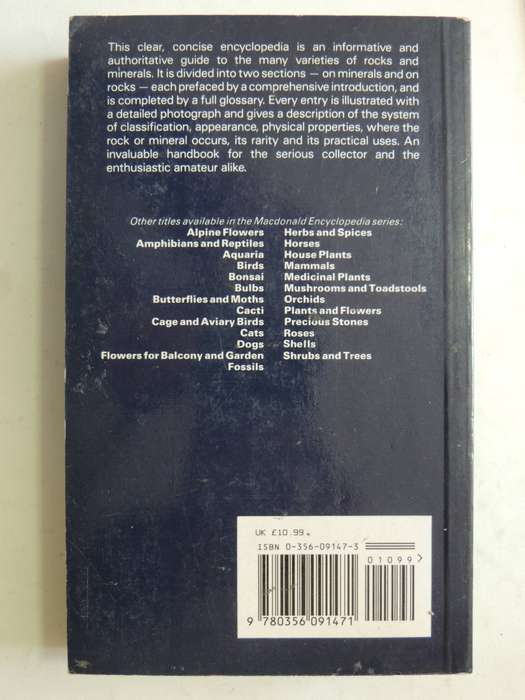 This clear, concise encyclopedia is an informative and
authoritative guide to the many varieties of rocks and
minerals. It is divided into two sections — on minerals and on
rocks — each prefaced by a comprehensive introduction, and
is completed by a full glossary. Every entry is illustrated with
a detailed photograph and gives a description of the system
of classification, appearance, physical properties, where the
rock or mineral occurs, its rarity and its practical uses. An
invaluable handbook for the serious collector and the
enthusiastic amateur alike.
Other titles available in the Macdonald Encyclopedia series:
Alpine Flowers
Amphibians and Reptiles
Aquaria
Birds
Bonsai
Bulbs
Butterflies and Moths
Cacti
Cage and Aviary Birds
Cats
Dogs
Flowers for Balcony and Garden
Fossils
Herbs and Spices
Horses
House Plants
Mammals
Medicinal Plants
Mushrooms and Toadstools
Orchids
Plants and Flowers
Precious Stones
Roses
Shells
Shrubs and Trees
UK £10.99.
ISBN 0-356-09147-3
01099>
9 780356 091471